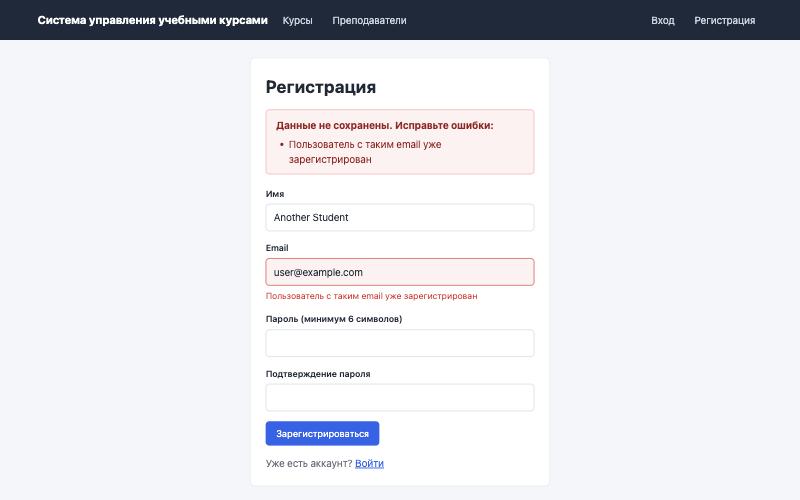 Система управления учебными курсами Курсы Преподаватели Вход Регистрация
Регистрация
Данные не сохранены. Исправьте ошибки:
• Пользователь с таким email уже
зарегистрирован
Имя
Another Student
Email
user@example.com
Пользователь с таким email уже зарегистрирован
Пароль (минимум 6 символов)
Подтверждение пароля
Зарегистрироваться
Уже есть аккаунт? Войти